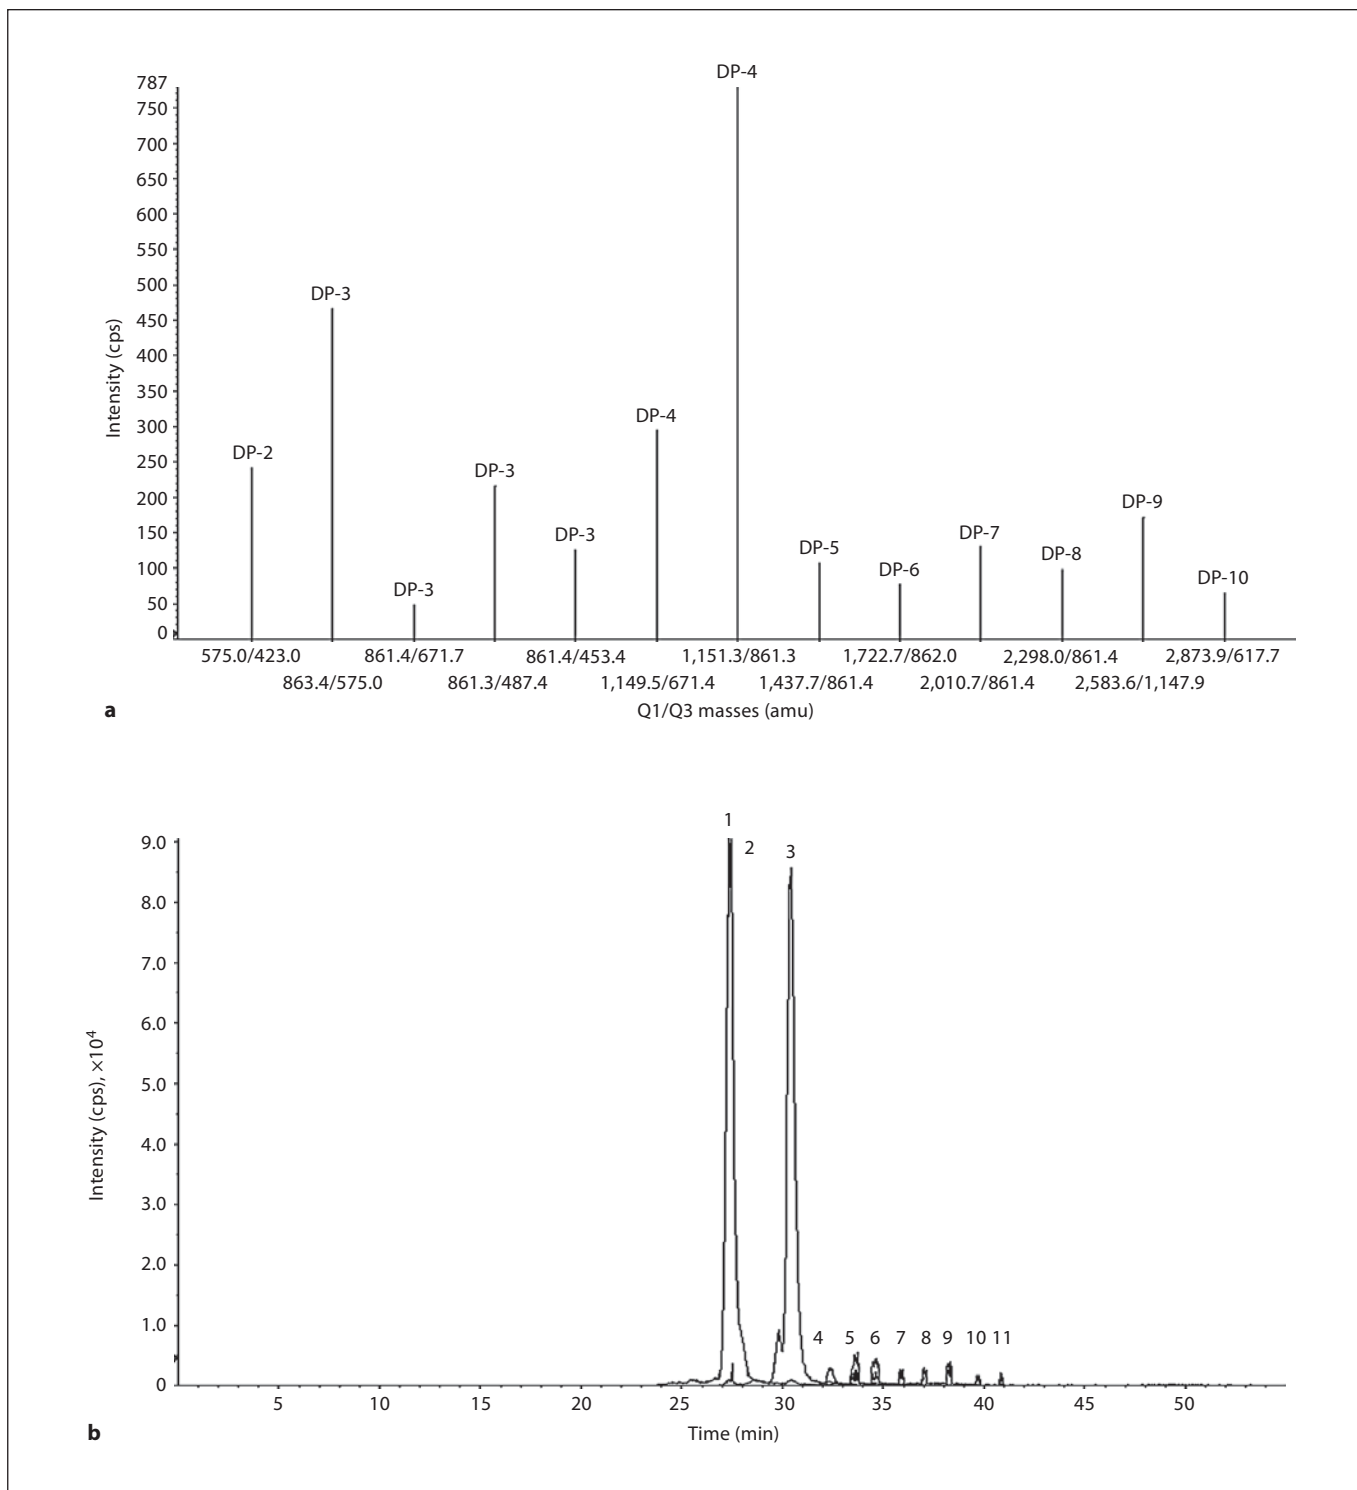 DP-4
787
750
700
650
600
550
500
450
400
350
300
250
200
150
100
50
0
Intensity (cps)
DP-2
DP-3
DP-3
DP-3
DP-3
DP-4
DP-5
DP-6
DP-7
DP-8
DP-9
DP-10
575.0/423.0 861.4/671.7 861.4/453.4 1,151.3/861.3 1,722.7/862.0 2,298.0/861.4 2,873.9/617.7
863.4/575.0 861.3/487.4 1,149.5/671.4 1,437.7/861.4 2,010.7/861.4 2,583.6/1,147.9
a
Q1/Q3 masses (amu)
1
2
3
9.0
8.0
7.0
6.0
5.0
4.0
3.0
2.0
1.0
0
Intensity (cps), ×10⁴
4 5 6 7 8 9 10 11
5 10 15 20 25 30 35 40 45 50
b
Time (min)